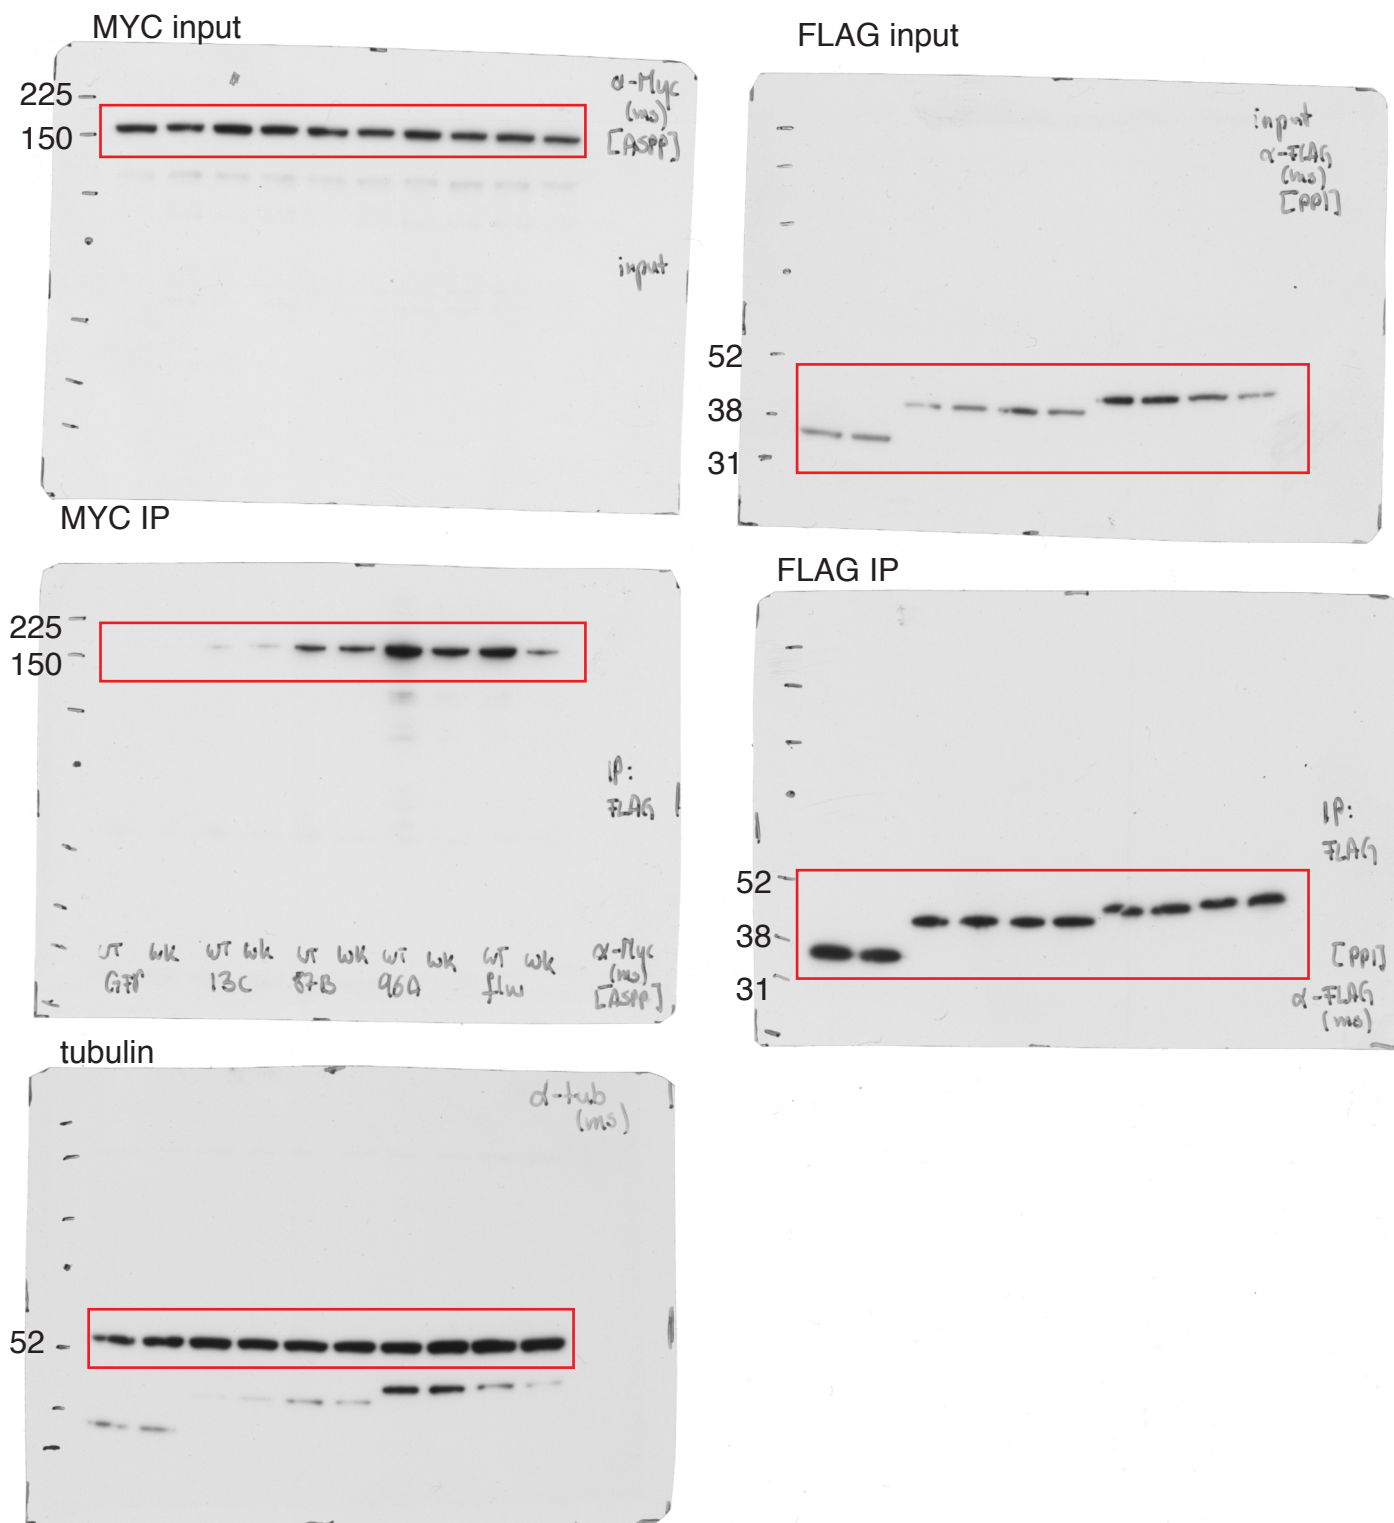 MYC input
225
150
α-Myc
(ms)
[ASPP]
input
FLAG input
input
α-FLAG
(ms)
[PP1]
52
38
31
MYC IP
225
150
IP:
FLAG
WT WK WT WK WT WK WT WK WT WK
GFP 13C 87B 96A flw
α-Myc
(ms)
[ASPP]
FLAG IP
52
38
31
IP:
FLAG
[PP1]
α-FLAG
(ms)
tubulin
α-tub
(ms)
52